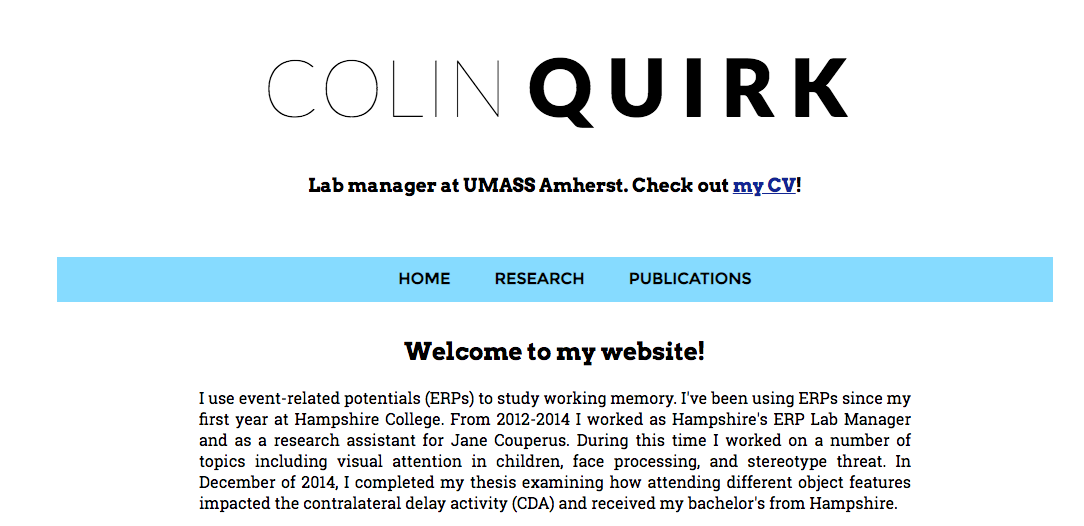 COLIN QUIRK
Lab manager at UMASS Amherst. Check out my CV!
HOME RESEARCH PUBLICATIONS
Welcome to my website!
I use event-related potentials (ERPs) to study working memory. I've been using ERPs since my
first year at Hampshire College. From 2012-2014 I worked as Hampshire's ERP Lab Manager
and as a research assistant for Jane Couperus. During this time I worked on a number of
topics including visual attention in children, face processing, and stereotype threat. In
December of 2014, I completed my thesis examining how attending different object features
impacted the contralateral delay activity (CDA) and received my bachelor's from Hampshire.